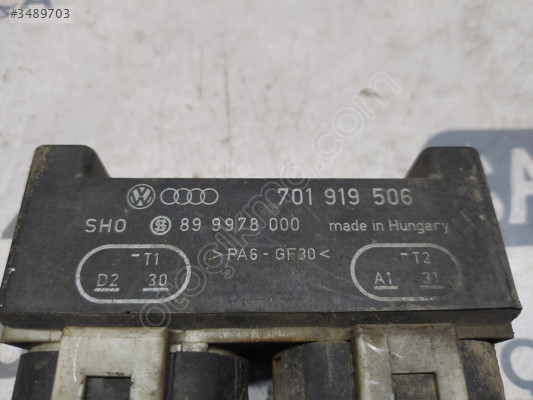 #3489703
701 919 506
SHO 89 9978 000 made in Hungary
T1 >PA6-GF30< T2
D2 30 A1 31